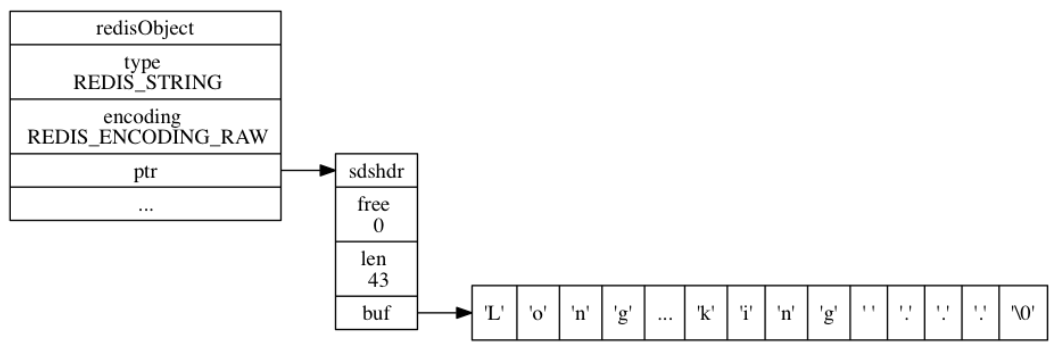 redisObject
type
REDIS_STRING
encoding
REDIS_ENCODING_RAW
ptr
...
sdshdr
free
0
len
43
buf
'L' 'o' 'n' 'g' ... 'k' 'i' 'n' 'g' ' ' '.' '.' '.' '\0'